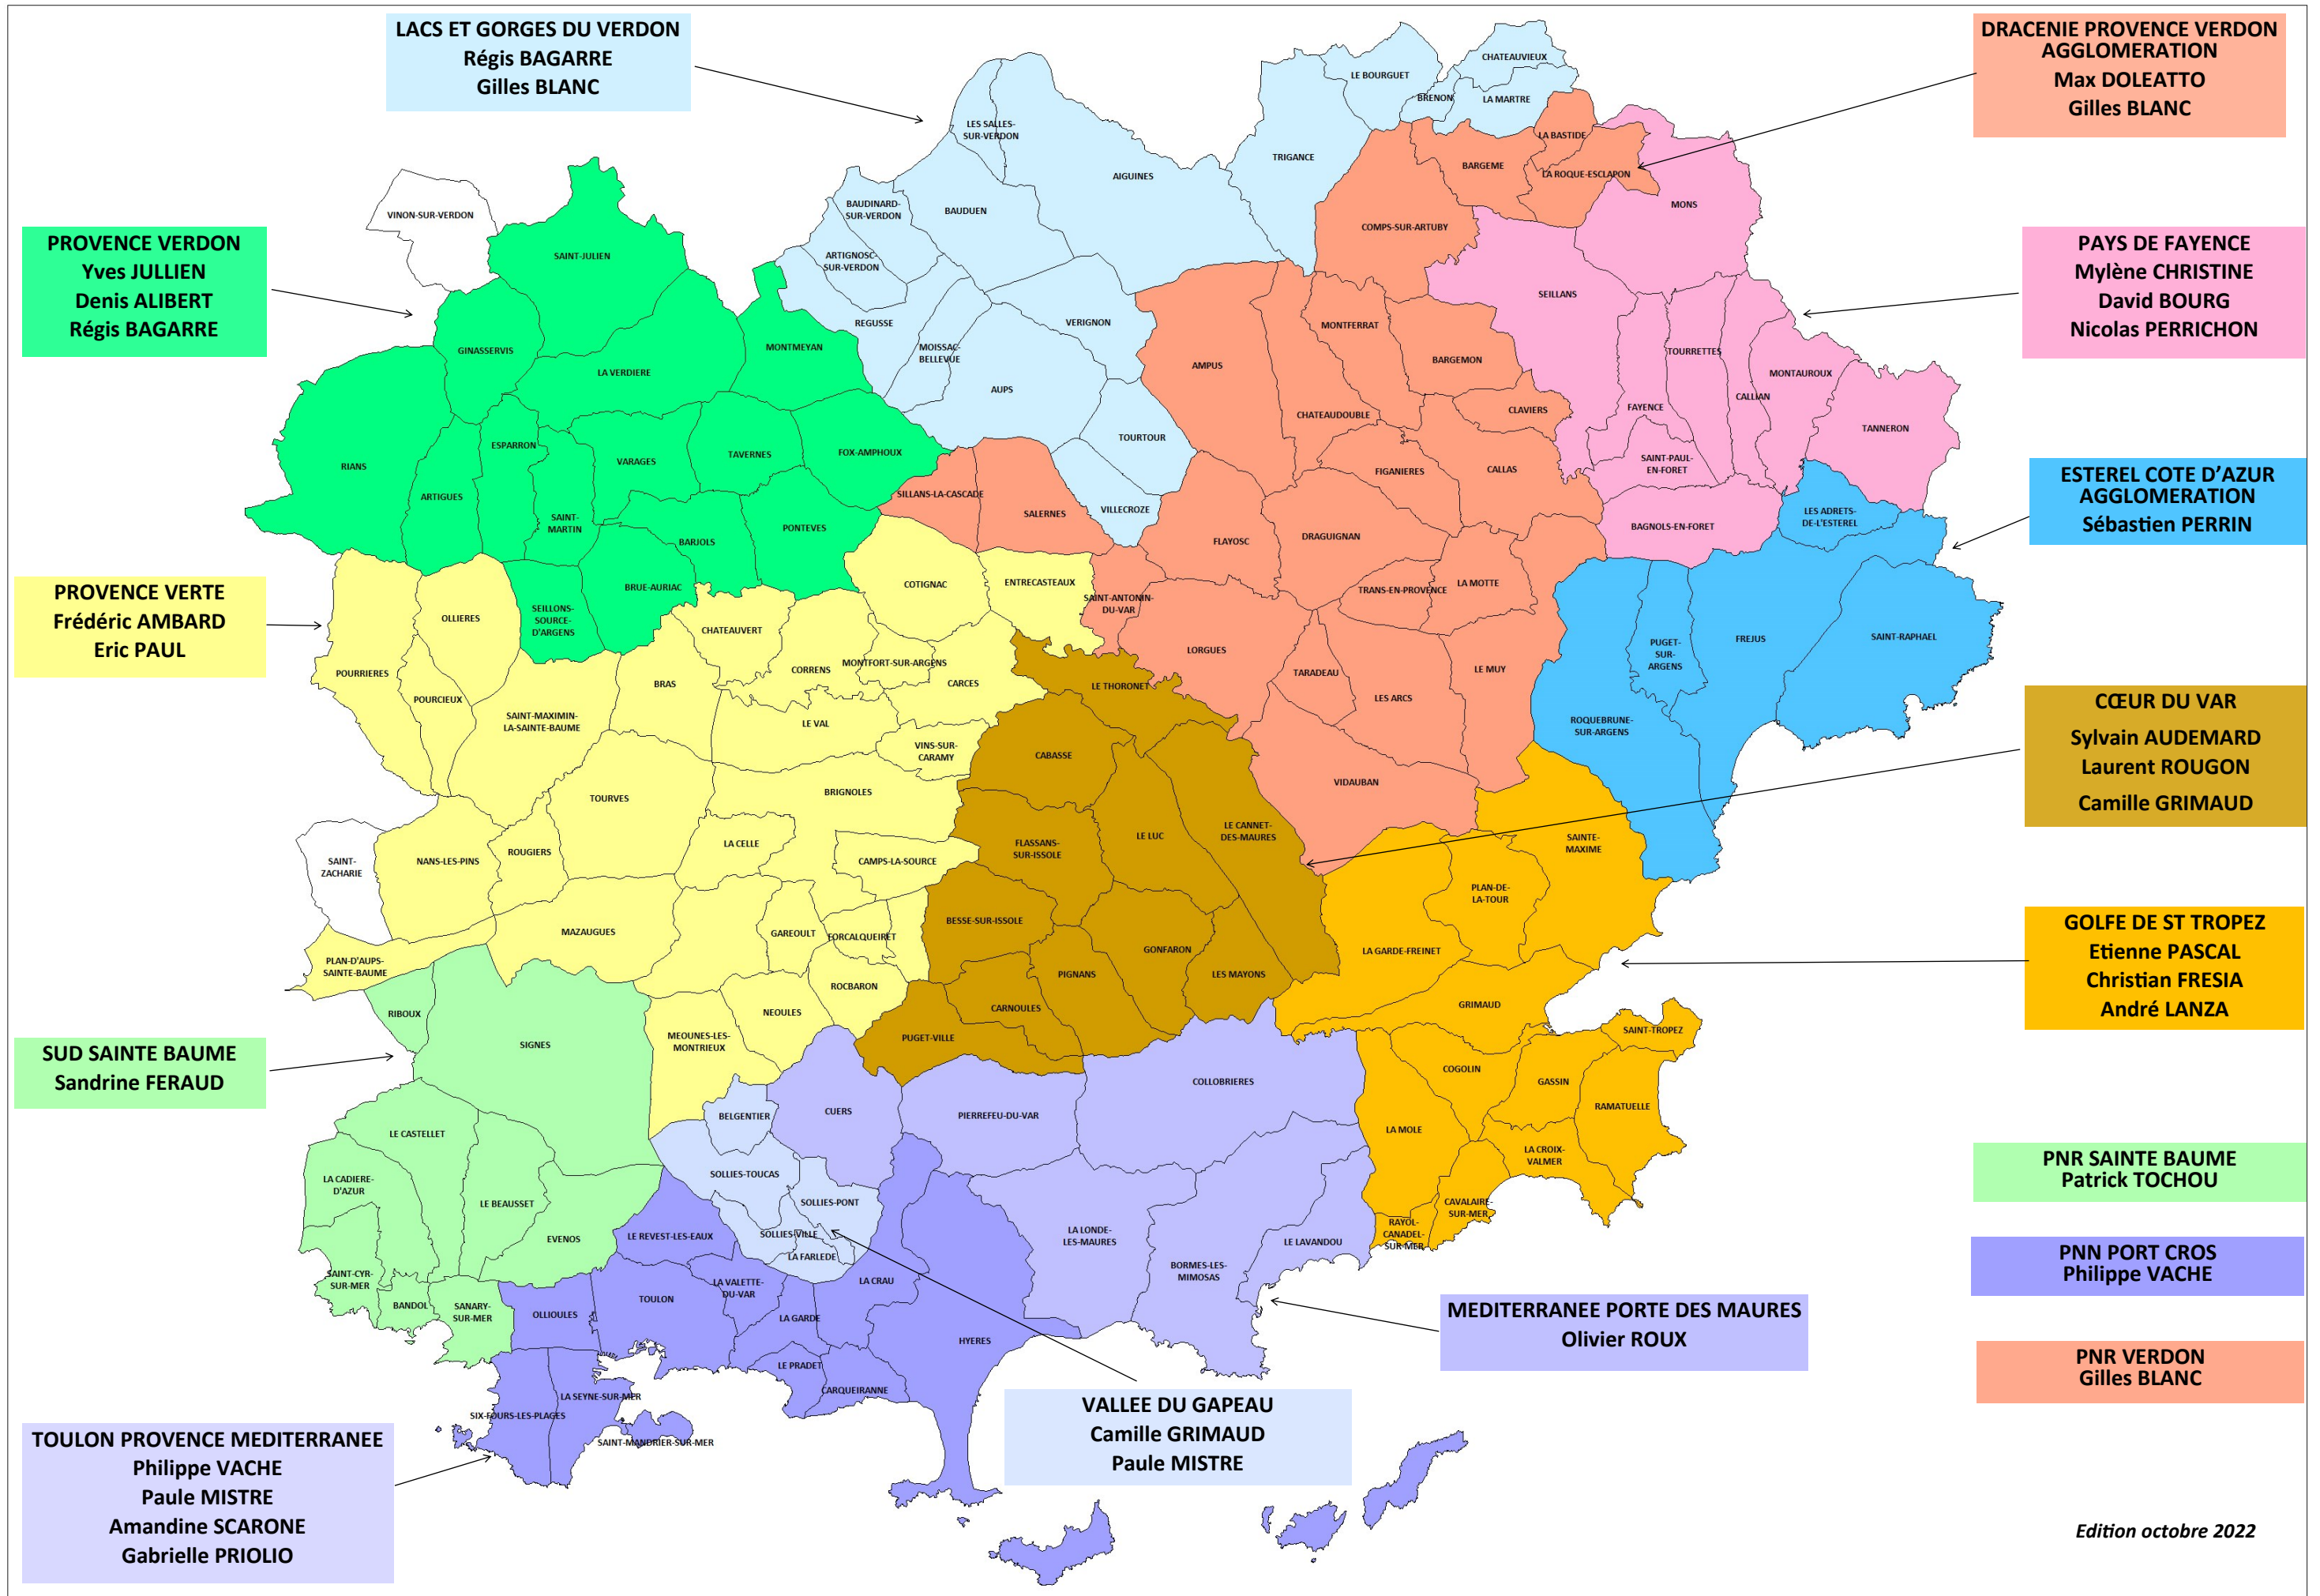 LACS ET GORGES DU VERDON
Régis BAGARRE
Gilles BLANC
DRACENIE PROVENCE VERDON
AGGLOMERATION
Max DOLEATTO
Gilles BLANC
PROVENCE VERDON
Yves JULLIEN
Denis ALIBERT
Régis BAGARRE
PAYS DE FAYENCE
Mylène CHRISTINE
David BOURG
Nicolas PERRICHON
ESTEREL COTE D’AZUR
AGGLOMERATION
Sébastien PERRIN
PROVENCE VERTE
Frédéric AMBARD
Eric PAUL
CŒUR DU VAR
Sylvain AUDEMARD
Laurent ROUGON
Camille GRIMAUD
GOLFE DE ST TROPEZ
Etienne PASCAL
Christian FRESIA
André LANZA
SUD SAINTE BAUME
Sandrine FERAUD
PNR SAINTE BAUME
Patrick TOCHOU
PNN PORT CROS
Philippe VACHE
PNR VERDON
Gilles BLANC
MEDITERRANEE PORTE DES MAURES
Olivier ROUX
VALLEE DU GAPEAU
Camille GRIMAUD
Paule MISTRE
TOULON PROVENCE MEDITERRANEE
Philippe VACHE
Paule MISTRE
Amandine SCARONE
Gabrielle PRIOLIO
Edition octobre 2022
CHATEAUVIEUX
LE BOURGUET
BRENON
LA MARTRE
LES SALLES-
SUR-VERDON
LA BASTIDE
TRIGANCE
BARGEME
LA ROQUE-ESCLAPON
AIGUINES
MONS
BAUDINARD-
SUR-VERDON
BAUDUEN
VINON-SUR-VERDON
COMPS-SUR-ARTUBY
SAINT-JULIEN
ARTIGNOSC-
SUR-VERDON
SEILLANS
REGUSSE
VERIGNON
MONTFERRAT
MOISSAC-
BELLEVUE
MONTMEYAN
GINASSERVIS
TOURRETTES
BARGEMON
AMPUS
LA VERDIERE
MONTAUROUX
AUPS
CALLIAN
FAYENCE
CLAVIERS
CHATEAUDOUBLE
TANNERON
TOURTOUR
ESPARRON
FOX-AMPHOUX
TAVERNES
VARAGES
RIANS
SAINT-PAUL-
EN-FORET
FIGANIERES
CALLAS
SILLANS-LA-CASCADE
ARTIGUES
VILLECROZE
SALERNES
LES ADRETS-
DE-L'ESTEREL
SAINT-
MARTIN
PONTEVES
BAGNOLS-EN-FORET
BARJOLS
FLAYOSC
DRAGUIGNAN
COTIGNAC
ENTRECASTEAUX
LA MOTTE
TRANS-EN-PROVENCE
BRUE-AURIAC
SAINT-ANTONIN-
DU-VAR
OLLIERES
SEILLONS-
SOURCE-
D'ARGENS
CHATEAUVERT
FREJUS
SAINT-RAPHAEL
PUGET-
SUR-
ARGENS
LORGUES
MONTFORT-SUR-ARGENS
CORRENS
POURRIERES
TARADEAU
LE MUY
BRAS
CARCES
LE THORONET
POURCIEUX
LES ARCS
SAINT-MAXIMIN-
LA-SAINTE-BAUME
LE VAL
ROQUEBRUNE-
SUR-ARGENS
VINS-SUR-
CARAMY
CABASSE
VIDAUBAN
TOURVES
BRIGNOLES
LE CANNET-
DES-MAURES
LE LUC
SAINTE-
MAXIME
LA CELLE
FLASSANS-
SUR-ISSOLE
ROUGIERS
NANS-LES-PINS
CAMPS-LA-SOURCE
SAINT-
ZACHARIE
PLAN-DE-
LA-TOUR
BESSE-SUR-ISSOLE
MAZAUGUES
GAREOULT
FORCALQUEIRET
GONFARON
LA GARDE-FREINET
PLAN-D'AUPS-
SAINTE-BAUME
PIGNANS
LES MAYONS
ROCBARON
GRIMAUD
CARNOULES
NEOULES
RIBOUX
SAINT-TROPEZ
MEOUNES-LES-
MONTRIEUX
PUGET-VILLE
SIGNES
COGOLIN
GASSIN
COLLOBRIERES
RAMATUELLE
CUERS
BELGENTIER
PIERREFEU-DU-VAR
LE CASTELLET
LA MOLE
LA CROIX-
VALMER
SOLLIES-TOUCAS
LA CADIERE-
D'AZUR
LE BEAUSSET
SOLLIES-PONT
CAVALAIRE-
SUR-MER
RAYOL-
CANADEL-
SUR-MER
LA LONDE-
LES-MAURES
LE REVEST-LES-EAUX
SOLLIES-VILLE
EVENOS
LE LAVANDOU
LA FARLEDE
BORMES-LES-
MIMOSAS
SAINT-CYR-
SUR-MER
LA CRAU
LA VALETTE-
DU-VAR
TOULON
BANDOL
SANARY-
SUR-MER
OLLIOULES
LA GARDE
HYERES
LE PRADET
CARQUEIRANNE
LA SEYNE-SUR-MER
SIX-FOURS-LES-PLAGES
SAINT-MANDRIER-SUR-MER